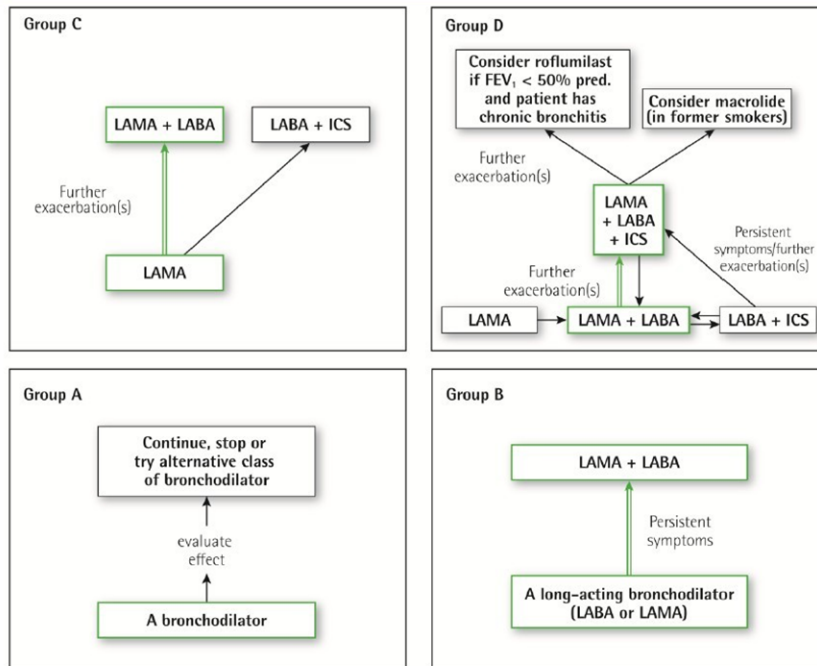 Group C
LAMA + LABA
LABA + ICS
Further
exacerbation(s)
LAMA
Group D
Consider roflumilast
if FEV₁ < 50% pred.
and patient has
chronic bronchitis
Consider macrolide
(in former smokers)
Further
exacerbation(s)
LAMA
+ LABA
+ ICS
Persistent
symptoms/further
exacerbation(s)
Further
exacerbation(s)
LAMA
LAMA + LABA
LABA + ICS
Group A
Continue, stop or
try alternative class
of bronchodilator
evaluate
effect
A bronchodilator
Group B
LAMA + LABA
Persistent
symptoms
A long-acting bronchodilator
(LABA or LAMA)